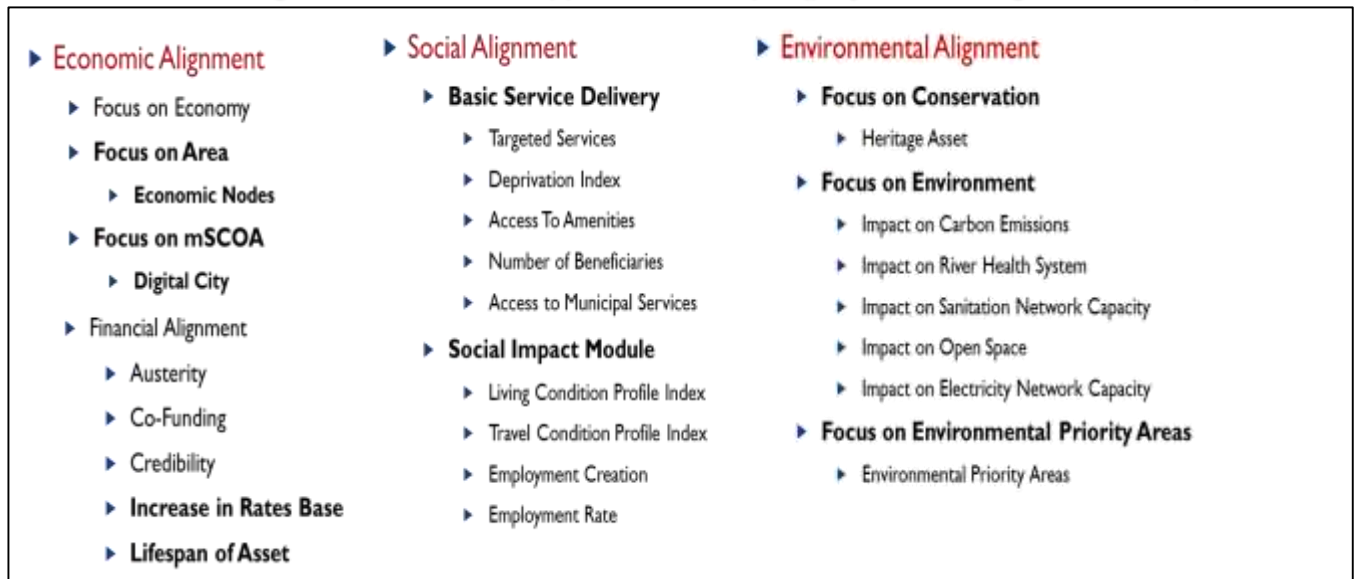 Economic Alignment
Focus on Economy
Focus on Area
Economic Nodes
Focus on mSCOA
Digital City
Financial Alignment
Austerity
Co-Funding
Credibility
Increase in Rates Base
Lifespan of Asset
Social Alignment
Basic Service Delivery
Targeted Services
Deprivation Index
Access To Amenities
Number of Beneficiaries
Access to Municipal Services
Social Impact Module
Living Condition Profile Index
Travel Condition Profile Index
Employment Creation
Employment Rate
Environmental Alignment
Focus on Conservation
Heritage Asset
Focus on Environment
Impact on Carbon Emissions
Impact on River Health System
Impact on Sanitation Network Capacity
Impact on Open Space
Impact on Electricity Network Capacity
Focus on Environmental Priority Areas
Environmental Priority Areas